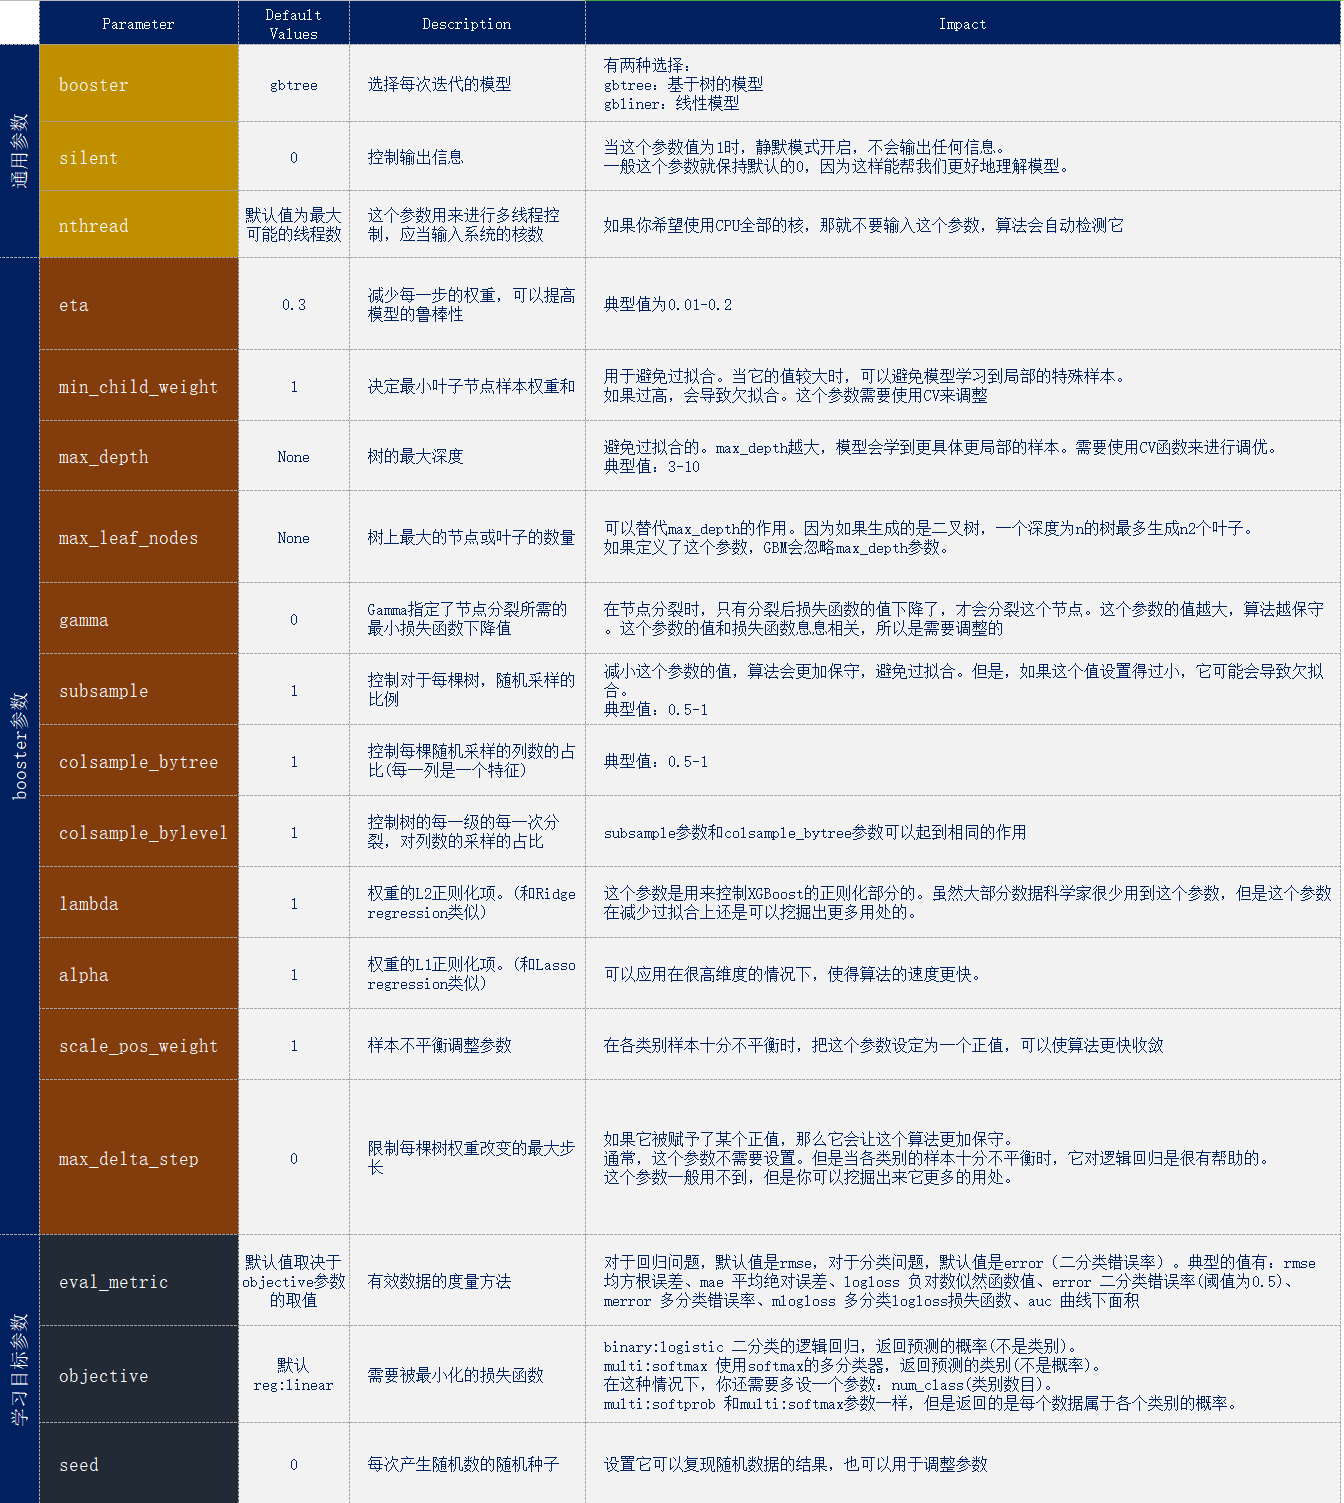 Parameter
Default
Values
Description
Impact
通用参数
booster
gbtree
选择每次迭代的模型
有两种选择：
gbtree：基于树的模型
gbliner：线性模型
silent
0
控制输出信息
当这个参数值为1时，静默模式开启，不会输出任何信息。
一般这个参数就保持默认的0，因为这样能帮我们更好地理解模型。
nthread
默认值为最大
可能的线程数
这个参数用来进行多线程控
制，应当输入系统的核数
如果你希望使用CPU全部的核，那就不要输入这个参数，算法会自动检测它
booster参数
eta
0.3
减少每一步的权重，可以提高
模型的鲁棒性
典型值为0.01-0.2
min_child_weight
1
决定最小叶子节点样本权重和
用于避免过拟合。当它的值较大时，可以避免模型学习到局部的特殊样本。
如果过高，会导致欠拟合。这个参数需要使用CV来调整
max_depth
None
树的最大深度
避免过拟合的。max_depth越大，模型会学到更具体更局部的样本。需要使用CV函数来进行调优。
典型值：3-10
max_leaf_nodes
None
树上最大的节点或叶子的数量
可以替代max_depth的作用。因为如果生成的是二叉树，一个深度为n的树最多生成n2个叶子。
如果定义了这个参数，GBM会忽略max_depth参数。
gamma
0
Gamma指定了节点分裂所需的
最小损失函数下降值
在节点分裂时，只有分裂后损失函数的值下降了，才会分裂这个节点。这个参数的值越大，算法越保守
。这个参数的值和损失函数息息相关，所以是需要调整的
subsample
1
控制对于每棵树，随机采样的
比例
减小这个参数的值，算法会更加保守，避免过拟合。但是，如果这个值设置得过小，它可能会导致欠拟
合。
典型值：0.5-1
colsample_bytree
1
控制每棵随机采样的列数的占
比(每一列是一个特征)
典型值：0.5-1
colsample_bylevel
1
控制树的每一级的每一次分
裂，对列数的采样的占比
subsample参数和colsample_bytree参数可以起到相同的作用
lambda
1
权重的L2正则化项。(和Ridge
regression类似)
这个参数是用来控制XGBoost的正则化部分的。虽然大部分数据科学家很少用到这个参数，但是这个参数
在减少过拟合上还是可以挖掘出更多用处的。
alpha
1
权重的L1正则化项。(和Lasso
regression类似)
可以应用在很高维度的情况下，使得算法的速度更快。
scale_pos_weight
1
样本不平衡调整参数
在各类别样本十分不平衡时，把这个参数设定为一个正值，可以使算法更快收敛
max_delta_step
0
限制每棵树权重改变的最大步
长
如果它被赋予了某个正值，那么它会让这个算法更加保守。
通常，这个参数不需要设置。但是当各类别的样本十分不平衡时，它对逻辑回归是很有帮助的。
这个参数一般用不到，但是你可以挖掘出来它更多的用处。
学习目标参数
eval_metric
默认值取决于
objective参数
的取值
有效数据的度量方法
对于回归问题，默认值是rmse，对于分类问题，默认值是error（二分类错误率）。典型的值有：rmse
均方根误差、mae 平均绝对误差、logloss 负对数似然函数值、error 二分类错误率(阈值为0.5)、
merror 多分类错误率、mlogloss 多分类logloss损失函数、auc 曲线下面积
objective
默认
reg:linear
需要被最小化的损失函数
binary:logistic 二分类的逻辑回归，返回预测的概率(不是类别)。
multi:softmax 使用softmax的多分类器，返回预测的类别(不是概率)。
在这种情况下，你还需要多设一个参数：num_class(类别数目)。
multi:softprob 和multi:softmax参数一样，但是返回的是每个数据属于各个类别的概率。
seed
0
每次产生随机数的随机种子
设置它可以复现随机数据的结果，也可以用于调整参数